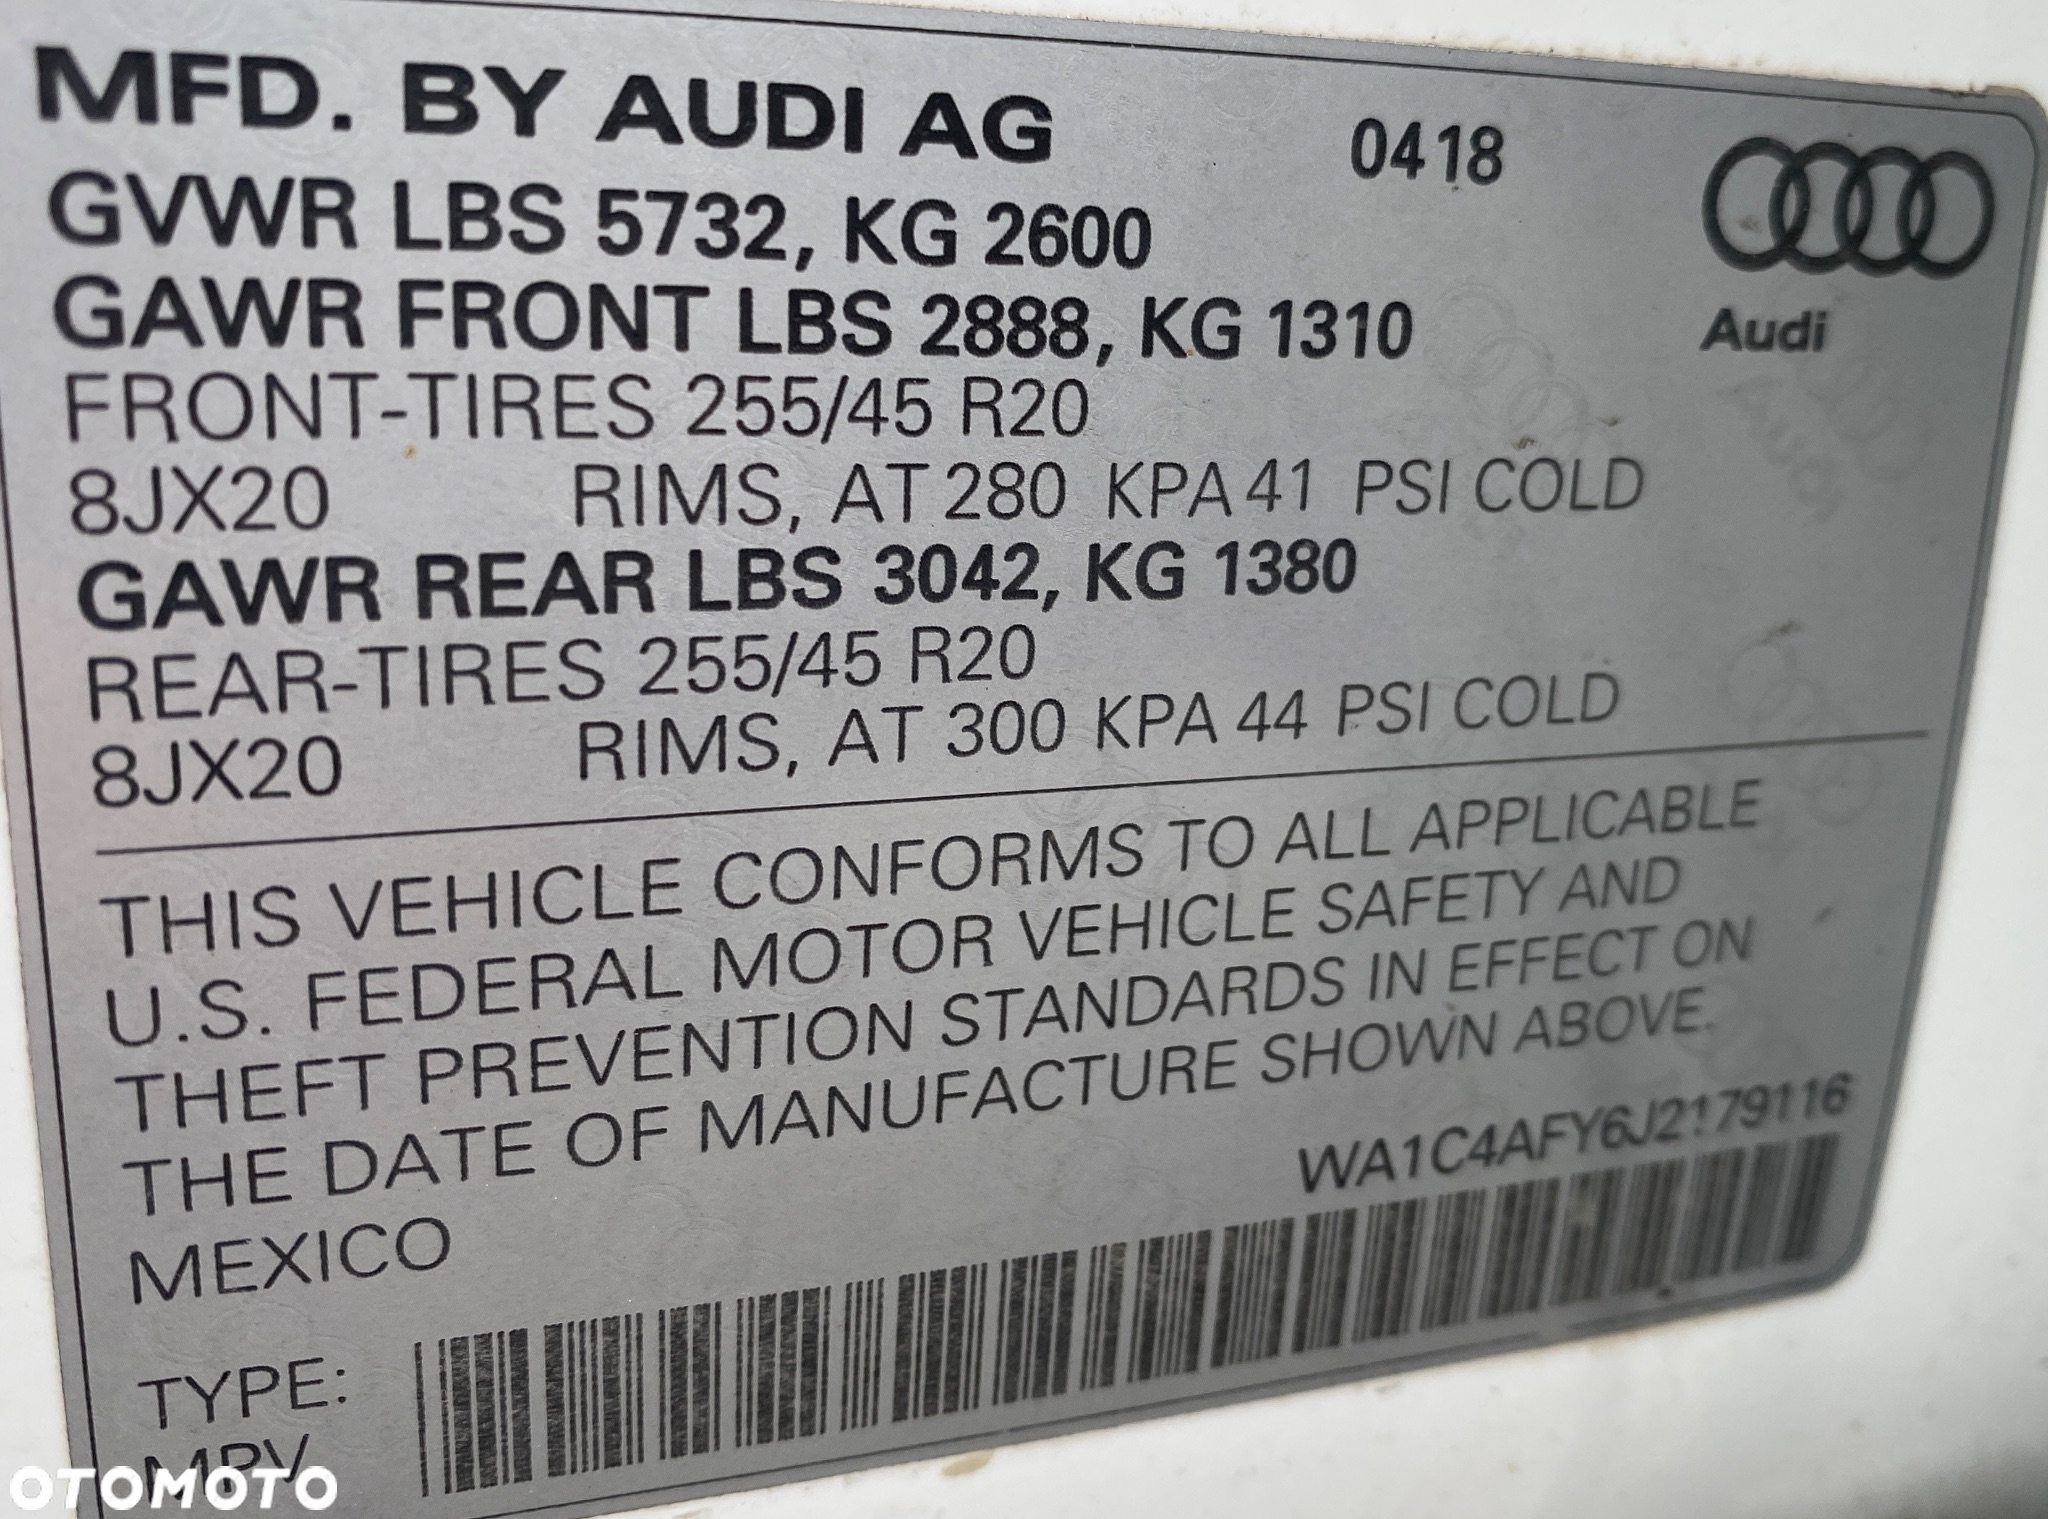 MFD. BY AUDI AG 0418
GVWR LBS 5732, KG 2600
GAWR FRONT LBS 2888, KG 1310
Audi
FRONT-TIRES 255/45 R20
8JX20 RIMS, AT 280 KPA 41 PSI COLD
GAWR REAR LBS 3042, KG 1380
REAR-TIRES 255/45 R20
8JX20 RIMS, AT 300 KPA 44 PSI COLD
THIS VEHICLE CONFORMS TO ALL APPLICABLE
U.S. FEDERAL MOTOR VEHICLE SAFETY AND
THEFT PREVENTION STANDARDS IN EFFECT ON
THE DATE OF MANUFACTURE SHOWN ABOVE.
MEXICO
WA1C4AFY6J2179116
TYPE:
MPV
OTOMOTO